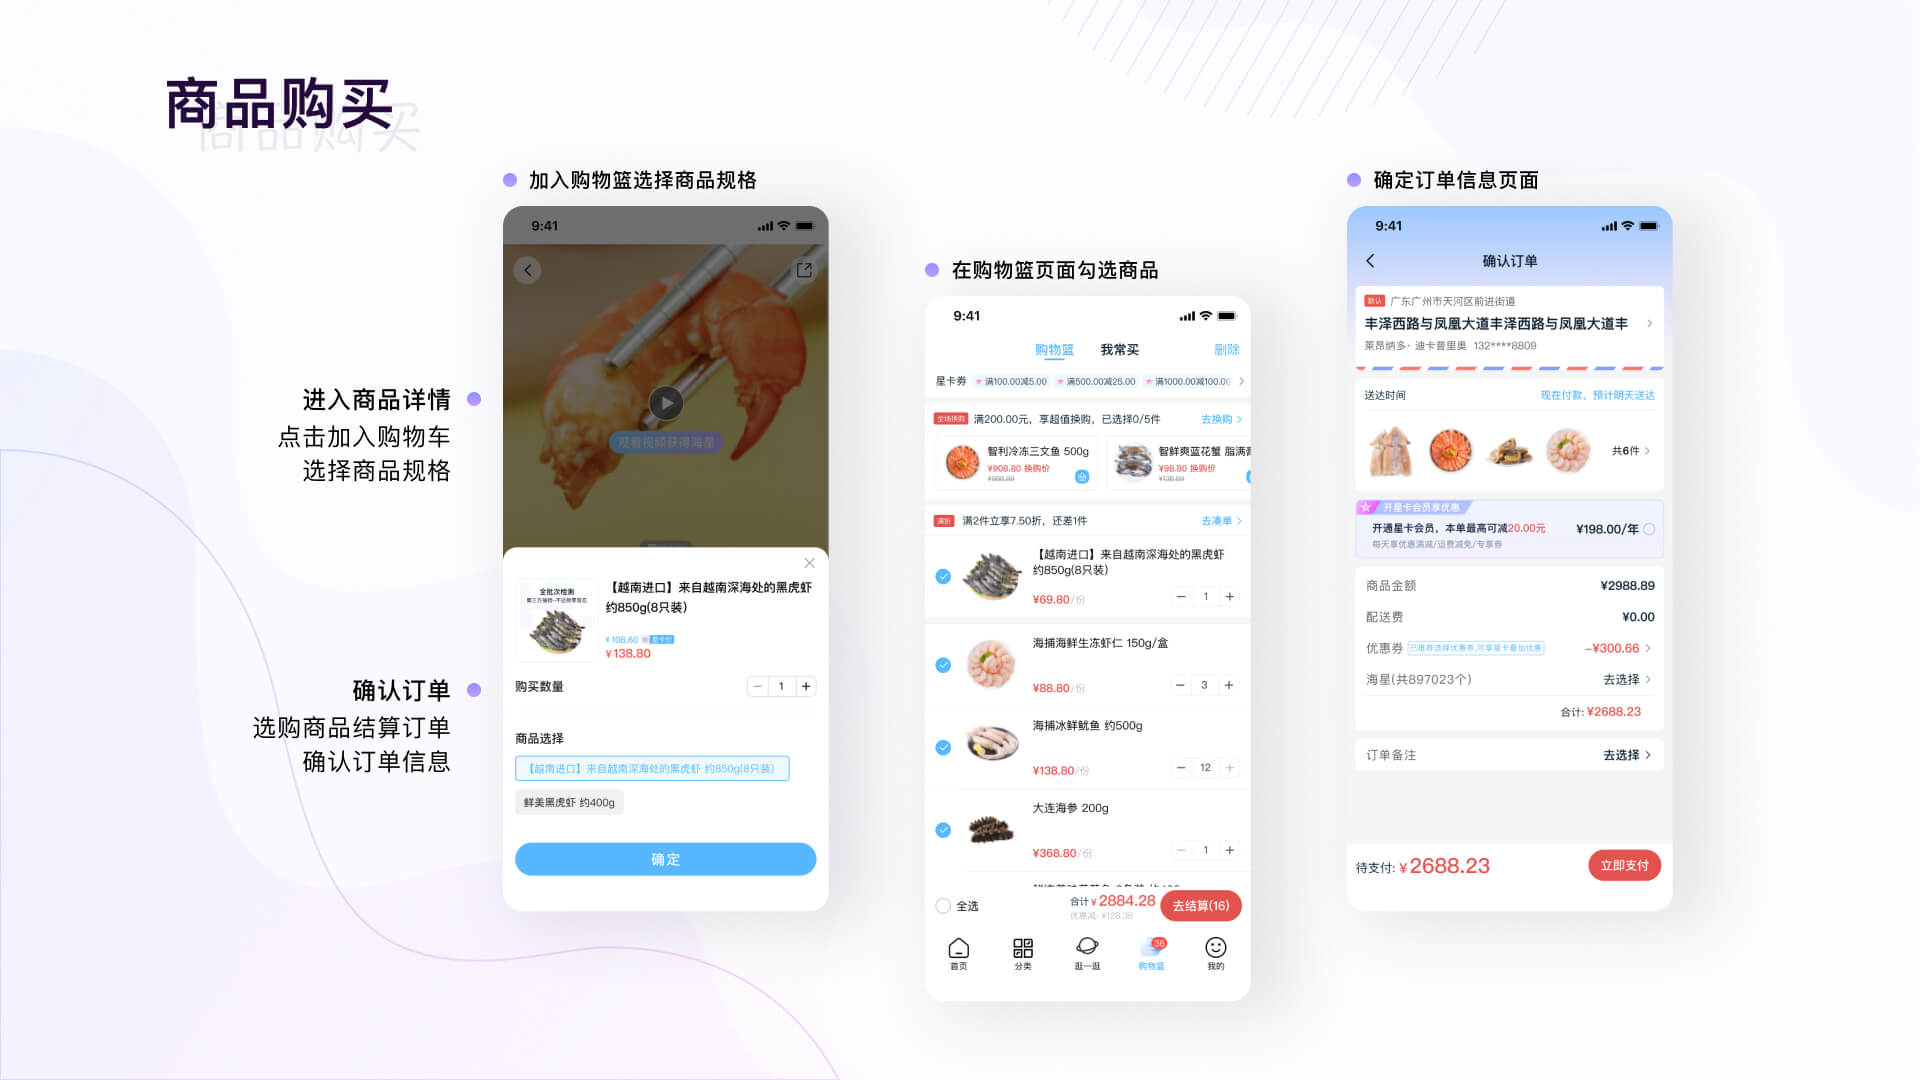 商品购买
商品购买
进入商品详情
点击加入购物车
选择商品规格
确认订单
选购商品结算订单
确认订单信息
加入购物篮选择商品规格
9:41
观看视频获得海星
全批次检测
【越南进口】来自越南深海处的黑虎虾
约850g(8只装)
¥108.60 星卡价
¥138.80
购买数量
1
商品选择
【越南进口】来自越南深海处的黑虎虾 约850g(8只装)
鲜美黑虎虾 约400g
确定
在购物篮页面勾选商品
9:41
购物篮 我常买 删除
星卡券 满100.00减5.00 满500.00减25.00 满1000.00减100.00
全场换购 满200.00元，享超值换购，已选择0/5件 去换购
智利冷冻三文鱼 500g
¥908.80 换购价
¥968.89
智鲜爽蓝花蟹 脂满膏
¥98.80 换购价
¥138.89
满折 满2件立享7.50折，还差1件 去凑单
【越南进口】来自越南深海处的黑虎虾
约850g(8只装)
¥69.80/份 1
海捕海鲜生冻虾仁 150g/盒
¥88.80/份 3
海捕冰鲜鱿鱼 约500g
¥138.80/份 12
大连海参 200g
¥368.80/份 1
全选 合计 ¥2884.28 去结算(16)
优惠减: ¥128.36
36
首页 分类 逛一逛 购物篮 我的
确定订单信息页面
9:41
确认订单
默认 广东广州市天河区前进街道
丰泽西路与凤凰大道丰泽西路与凤凰大道丰
莱昂纳多· 迪卡普里奥 132****8809
送达时间 现在付款，预计明天送达
共6件
开星卡会员享优惠
开通星卡会员，本单最高可减20.00元 ¥198.00/年
每天享优惠满减/运费减免/专享券
商品金额 ¥2988.89
配送费 ¥0.00
优惠券 已推荐选择优惠券,可享星卡叠加优惠 -¥300.66
海星(共897023个) 去选择
合计: ¥2688.23
订单备注 去选择
待支付: ¥2688.23 立即支付